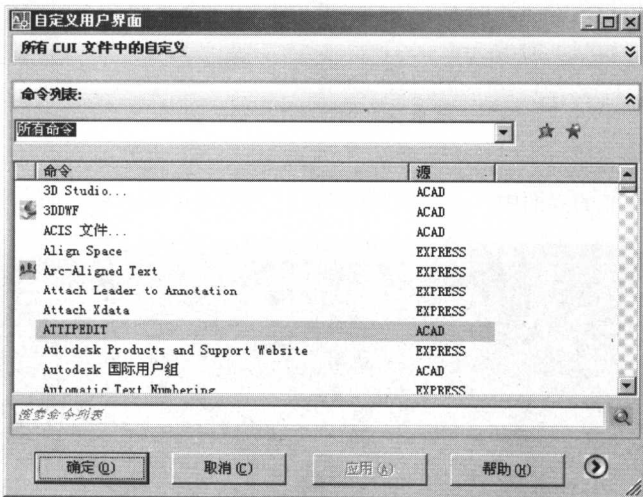 自定义用户界面
所有 CUI 文件中的自定义
命令列表:
所有命令
命令 源
3D Studio... ACAD
3DDWF ACAD
ACIS 文件... ACAD
Align Space EXPRESS
Arc-Aligned Text EXPRESS
Attach Leader to Annotation EXPRESS
Attach Xdata EXPRESS
ATTIPEDIT ACAD
Autodesk Products and Support Website EXPRESS
Autodesk 国际用户组 ACAD
Automatic Text Numbering EXPRESS
搜索命令列表
确定(O) 取消(C) 应用(A) 帮助(H)